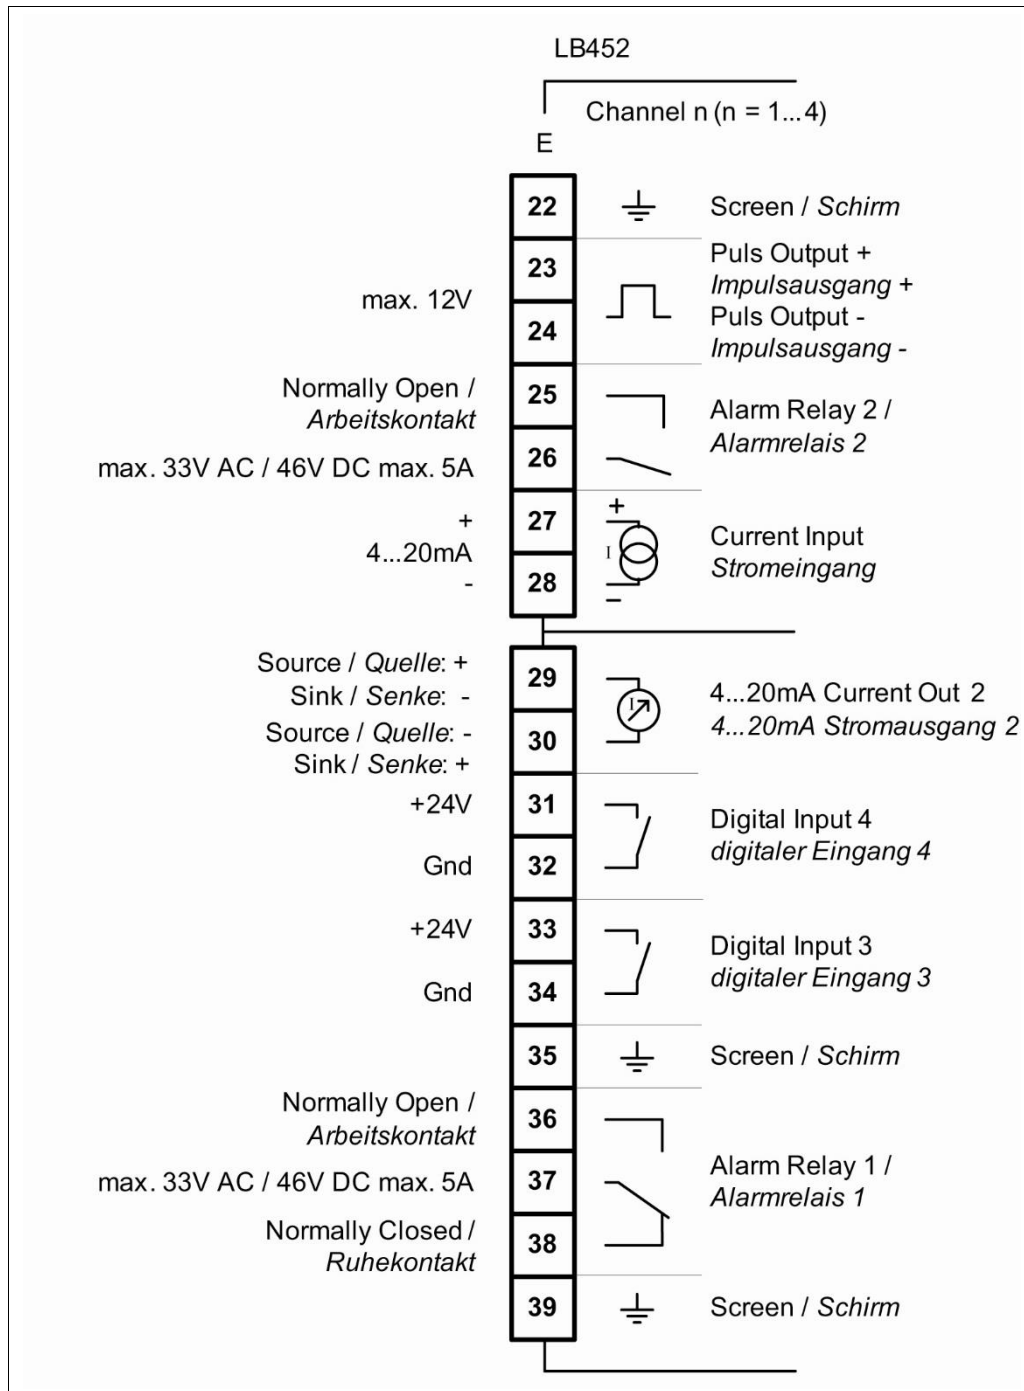 LB452
Channel n (n = 1...4)
E
22
Screen / Schirm
max. 12V
23
24
Puls Output +
Impulsausgang +
Puls Output -
Impulsausgang -
Normally Open /
Arbeitskontakt
max. 33V AC / 46V DC max. 5A
25
26
Alarm Relay 2 /
Alarmrelais 2
+
4...20mA
-
27
28
+
I
–
Current Input
Stromeingang
Source / Quelle: +
Sink / Senke: -
Source / Quelle: -
Sink / Senke: +
29
30
I
4...20mA Current Out 2
4...20mA Stromausgang 2
+24V
Gnd
31
32
Digital Input 4
digitaler Eingang 4
+24V
Gnd
33
34
Digital Input 3
digitaler Eingang 3
35
Screen / Schirm
Normally Open /
Arbeitskontakt
max. 33V AC / 46V DC max. 5A
Normally Closed /
Ruhekontakt
36
37
38
Alarm Relay 1 /
Alarmrelais 1
39
Screen / Schirm